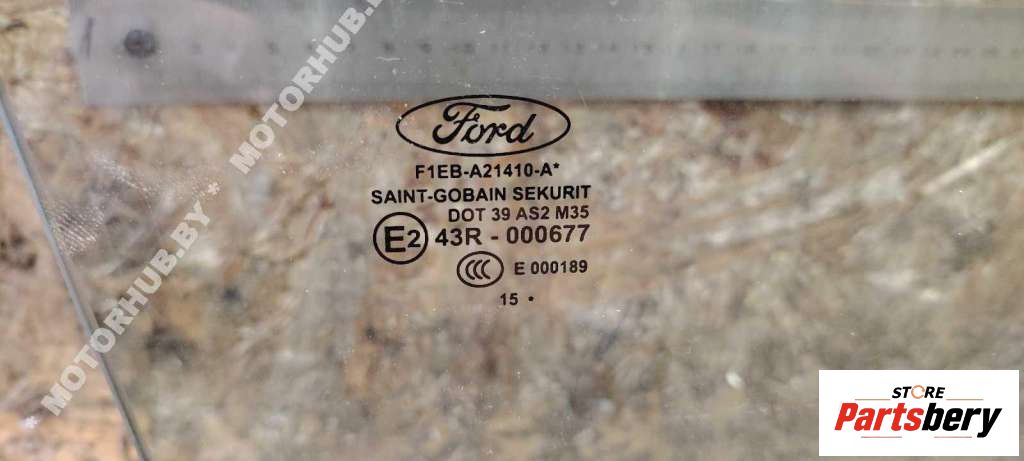 Ford
F1EB-A21410-A*
SAINT-GOBAIN SEKURIT
DOT 39 AS2 M35
E2 43R - 000677
CCC E 000189
15 •
MOTORHUB.BY * MOTORHUB.BY
STORE
Partsbery